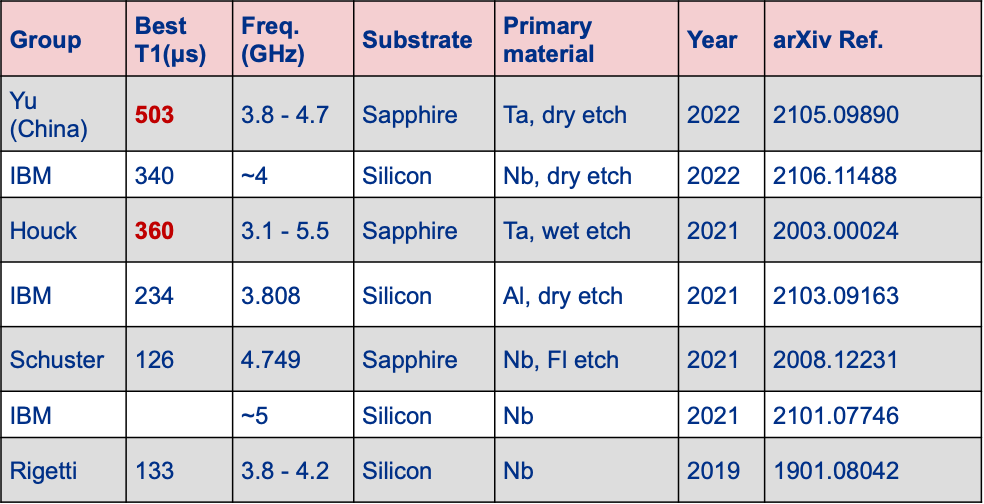 Group Best T1(µs) Freq. (GHz) Substrate Primary material Year arXiv Ref.
Yu (China) 503 3.8 - 4.7 Sapphire Ta, dry etch 2022 2105.09890
IBM 340 ~4 Silicon Nb, dry etch 2022 2106.11488
Houck 360 3.1 - 5.5 Sapphire Ta, wet etch 2021 2003.00024
IBM 234 3.808 Silicon Al, dry etch 2021 2103.09163
Schuster 126 4.749 Sapphire Nb, Fl etch 2021 2008.12231
IBM ~5 Silicon Nb 2021 2101.07746
Rigetti 133 3.8 - 4.2 Silicon Nb 2019 1901.08042